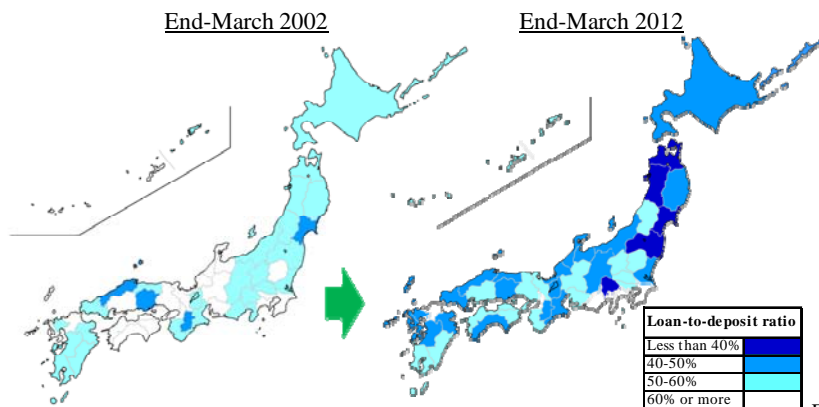 End-March 2002
End-March 2012
Loan-to-deposit ratio
Less than 40%
40-50%
50-60%
60% or more